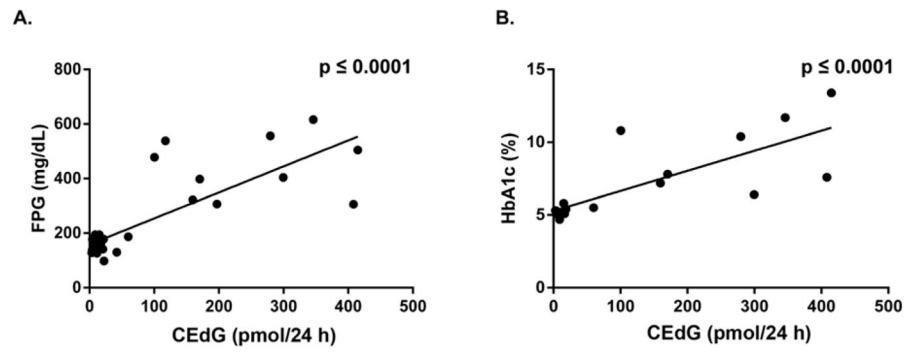 A.
p ≤ 0.0001
FPG (mg/dL)
800
600
400
200
0
0 100 200 300 400 500
CEdG (pmol/24 h)
B.
p ≤ 0.0001
HbA1c (%)
15
10
5
0
0 100 200 300 400 500
CEdG (pmol/24 h)